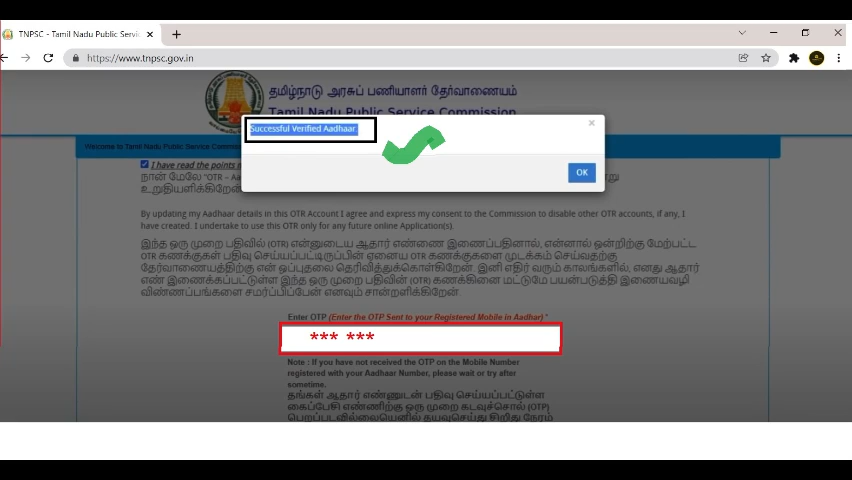 TNPSC - Tamil Nadu Public Servi
https://www.tnpsc.gov.in
தமிழ்நாடு அரசுப் பணியாளர் தேர்வாணையம்
Tamil Nadu Public Service Commission
Successful Verified Aadhaar.
×
OK
Welcome to Tamil Nadu Public Service Commis
I have read the points
நான் மேலே "OTR - Aa
உறுதியளிக்கிறேன்
By updating my Aadhaar details in this OTR Account I agree and express my consent to the Commission to disable other OTR accounts, if any, I
have created. I undertake to use this OTR only for any future online Application(s).
இந்த ஒரு முறை பதிவில் (OTR) என்னுடைய ஆதார் எண்ணை இணைப்பதினால், என்னால் ஒன்றிற்கு மேற்பட்ட
OTR கணக்குகள் பதிவு செய்யப்பட்டிருப்பின் ஏனைய OTR கணக்குகளை முடக்கம் செய்வதற்கு
தேர்வாணையத்திற்கு என் ஒப்புதலை தெரிவித்துக்கொள்கிறேன். இனி எதிர் வரும் காலங்களில், எனது ஆதார்
எண் இணைக்கப்பட்டுள்ள இந்த ஒரு முறை பதிவின் (OTR) கணக்கினை மட்டுமே பயன்படுத்தி இணையவழி
விண்ணப்பங்களை சமர்ப்பிப்பேன் எனவும் சான்றளிக்கிறேன்.
Enter OTP (Enter the OTP Sent to your Registered Mobile in Aadhar) *
*** ***
Note : If you have not received the OTP on the Mobile Number
registered with your Aadhaar Number, please wait or try after
sometime.
தங்கள் ஆதார் எண்ணுடன் பதிவு செய்யப்பட்டுள்ள
கைப்பேசி எண்ணிற்கு ஒரு முறை கடவுச்சொல் (OTP)
பெறப்படவில்லையெனில் தயவுசெய்து சிறிது நேரம்